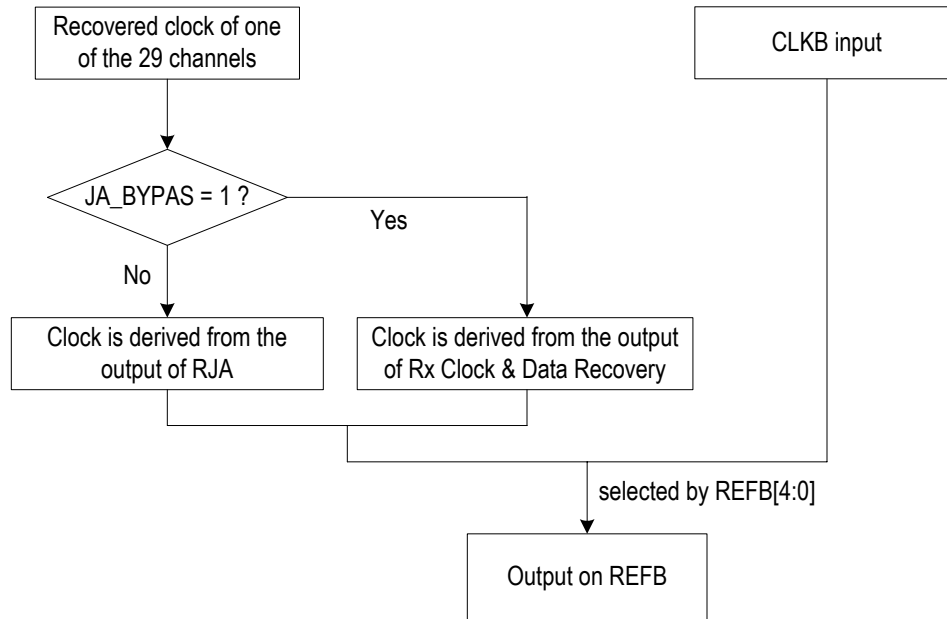 Recovered clock of one
of the 29 channels
CLKB input
JA_BYPAS = 1 ?
Yes
No
Clock is derived from the
output of RJA
Clock is derived from the output
of Rx Clock & Data Recovery
selected by REFB[4:0]
Output on REFB